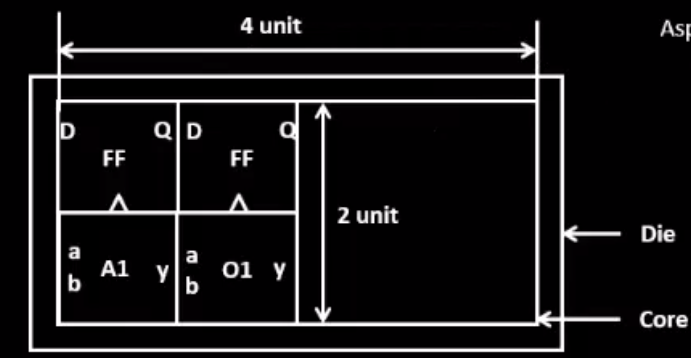 4 unit
Asp
D Q D Q
FF FF
2 unit
a A1 y a O1 y
b b
Die
Core